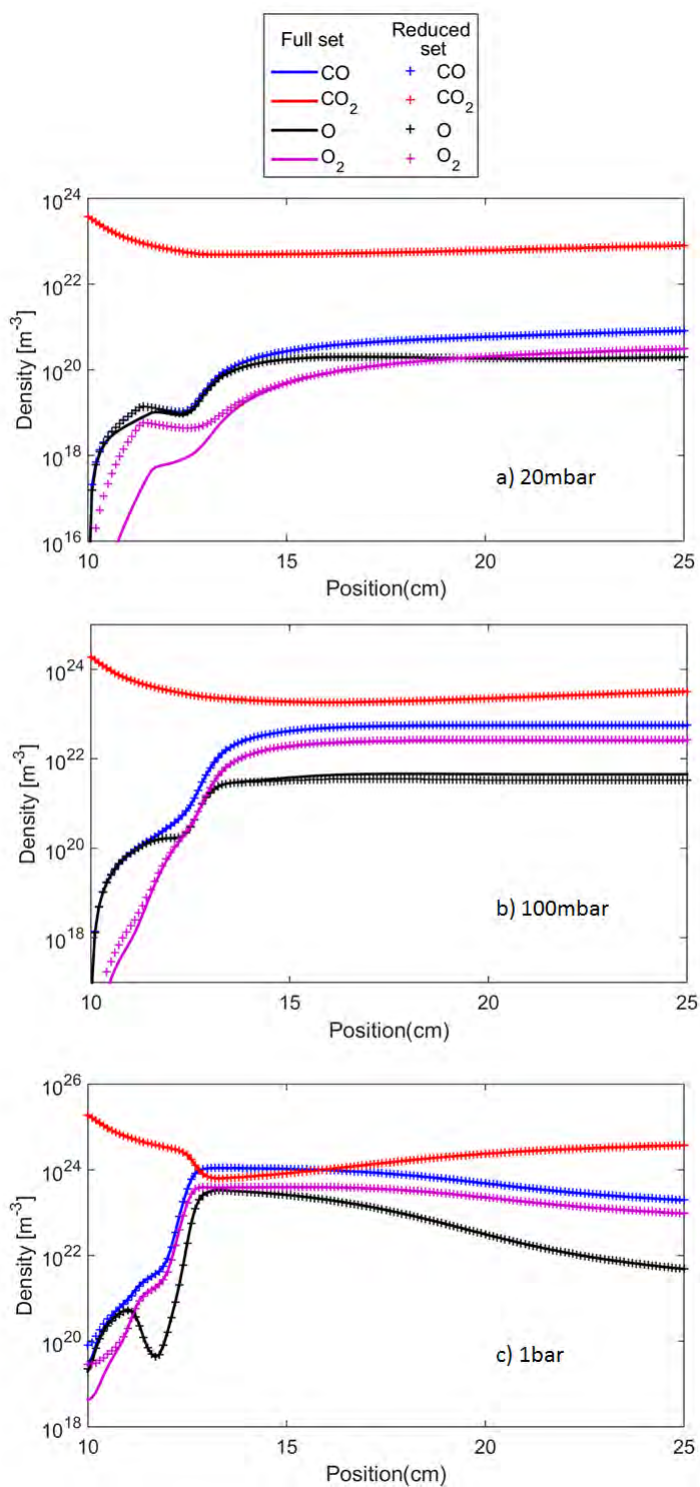 Full set Reduced set
CO CO
CO2 CO2
O O
O2 O2
10^24
10^22
10^20
10^18
10^16
Density [m^-3]
a) 20mbar
10 15 20 25
Position(cm)
10^24
10^22
10^20
10^18
Density [m^-3]
b) 100mbar
10 15 20 25
Position(cm)
10^26
10^24
10^22
10^20
10^18
Density [m^-3]
c) 1bar
10 15 20 25
Position(cm)